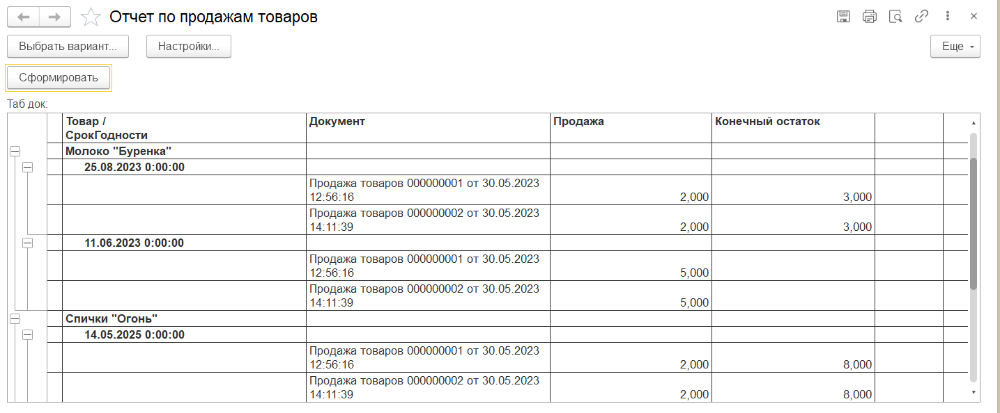 Отчет по продажам товаров
Выбрать вариант...
Настройки...
Еще
Сформировать
Таб док:
Товар /
СрокГодности
Документ
Продажа
Конечный остаток
Молоко "Буренка"
25.08.2023 0:00:00
Продажа товаров 000000001 от 30.05.2023
12:56:16
2,000
3,000
Продажа товаров 000000002 от 30.05.2023
14:11:39
2,000
3,000
11.06.2023 0:00:00
Продажа товаров 000000001 от 30.05.2023
12:56:16
5,000
Продажа товаров 000000002 от 30.05.2023
14:11:39
5,000
Спички "Огонь"
14.05.2025 0:00:00
Продажа товаров 000000001 от 30.05.2023
12:56:16
2,000
8,000
Продажа товаров 000000002 от 30.05.2023
14:11:39
2,000
8,000